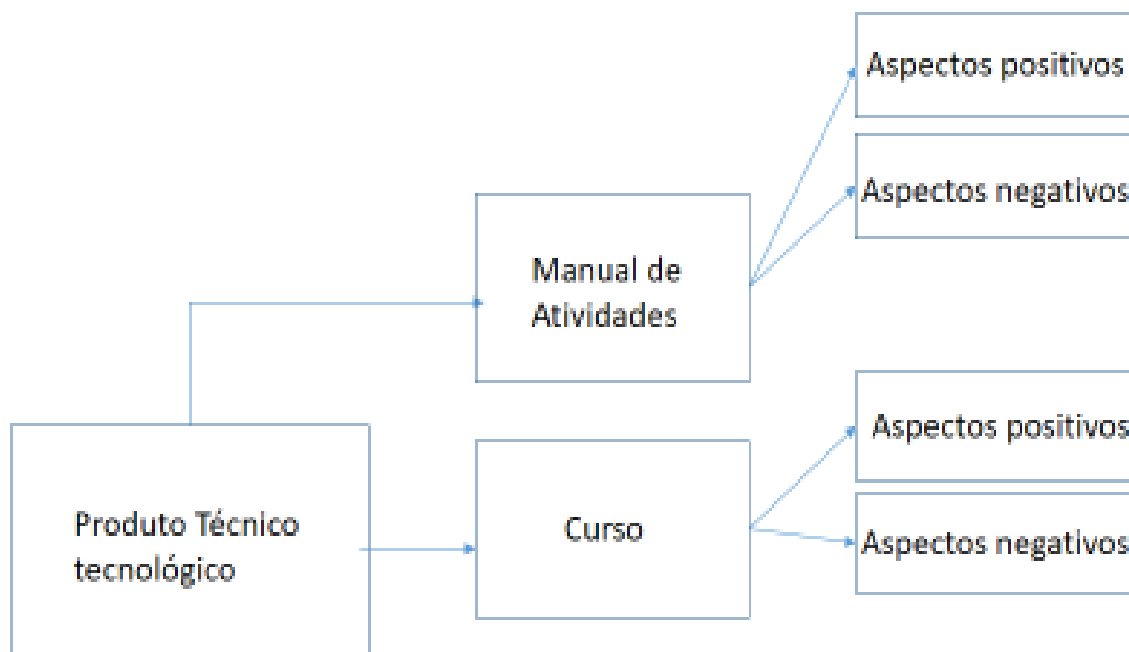 Aspectos positivos
Aspectos negativos
Manual de
Atividades
Aspectos positivos
Produto Técnico
tecnológico
Curso
Aspectos negativos